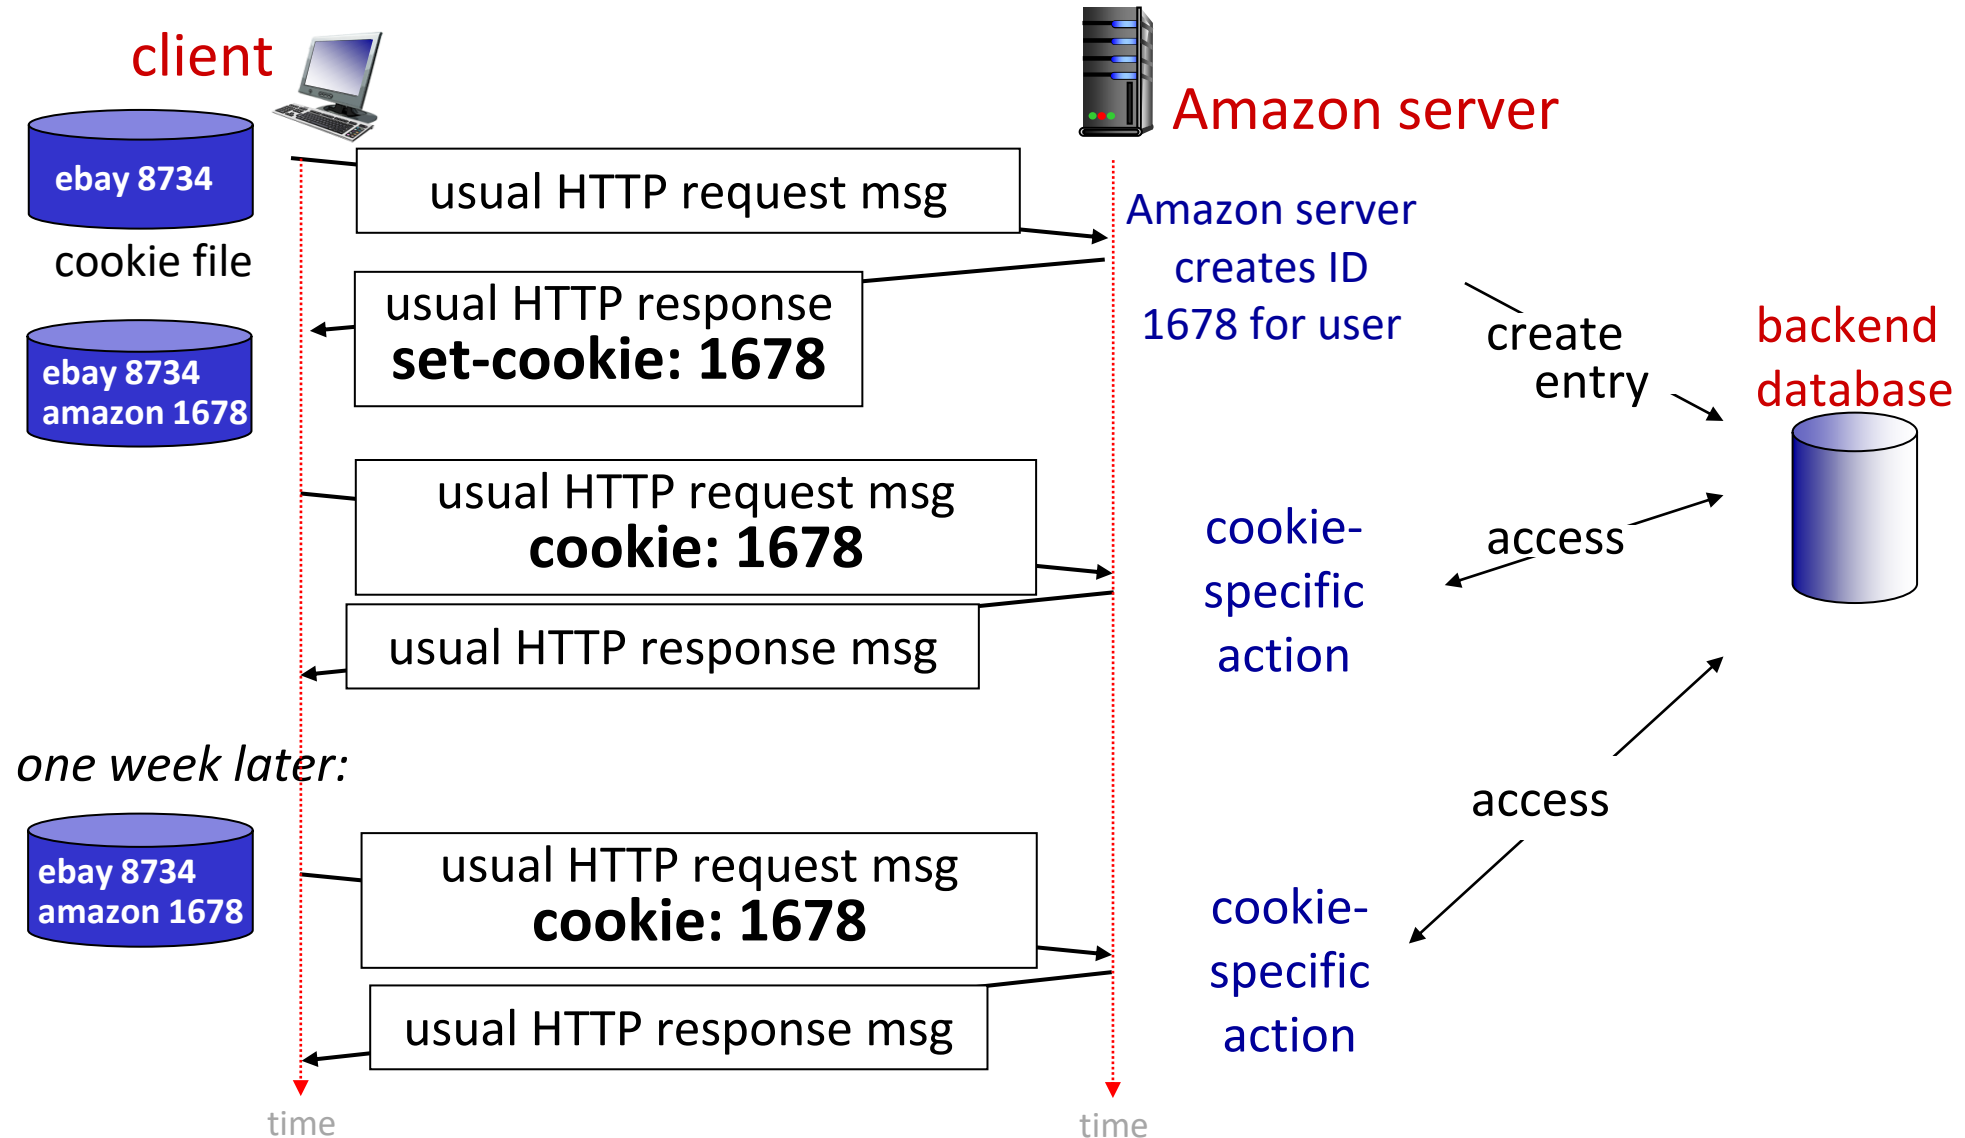 client
Amazon server
ebay 8734
cookie file
usual HTTP request msg
Amazon server
creates ID
1678 for user
usual HTTP response
set-cookie: 1678
create
entry
backend
database
ebay 8734
amazon 1678
usual HTTP request msg
cookie: 1678
cookie-
specific
action
access
usual HTTP response msg
one week later:
access
ebay 8734
amazon 1678
usual HTTP request msg
cookie: 1678
cookie-
specific
action
usual HTTP response msg
time
time